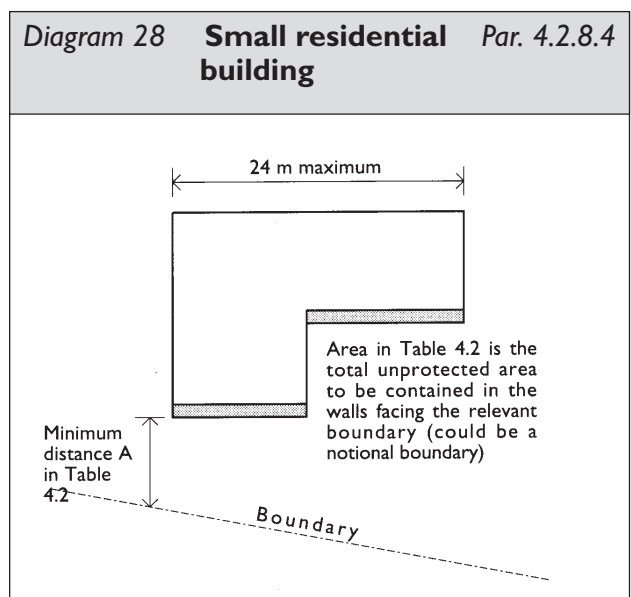 Diagram 28 Small residential Par. 4.2.8.4
building
24 m maximum
Area in Table 4.2 is the
total unprotected area
to be contained in the
walls facing the relevant
boundary (could be a
notional boundary)
Minimum
distance A
in Table
4.2
Boundary